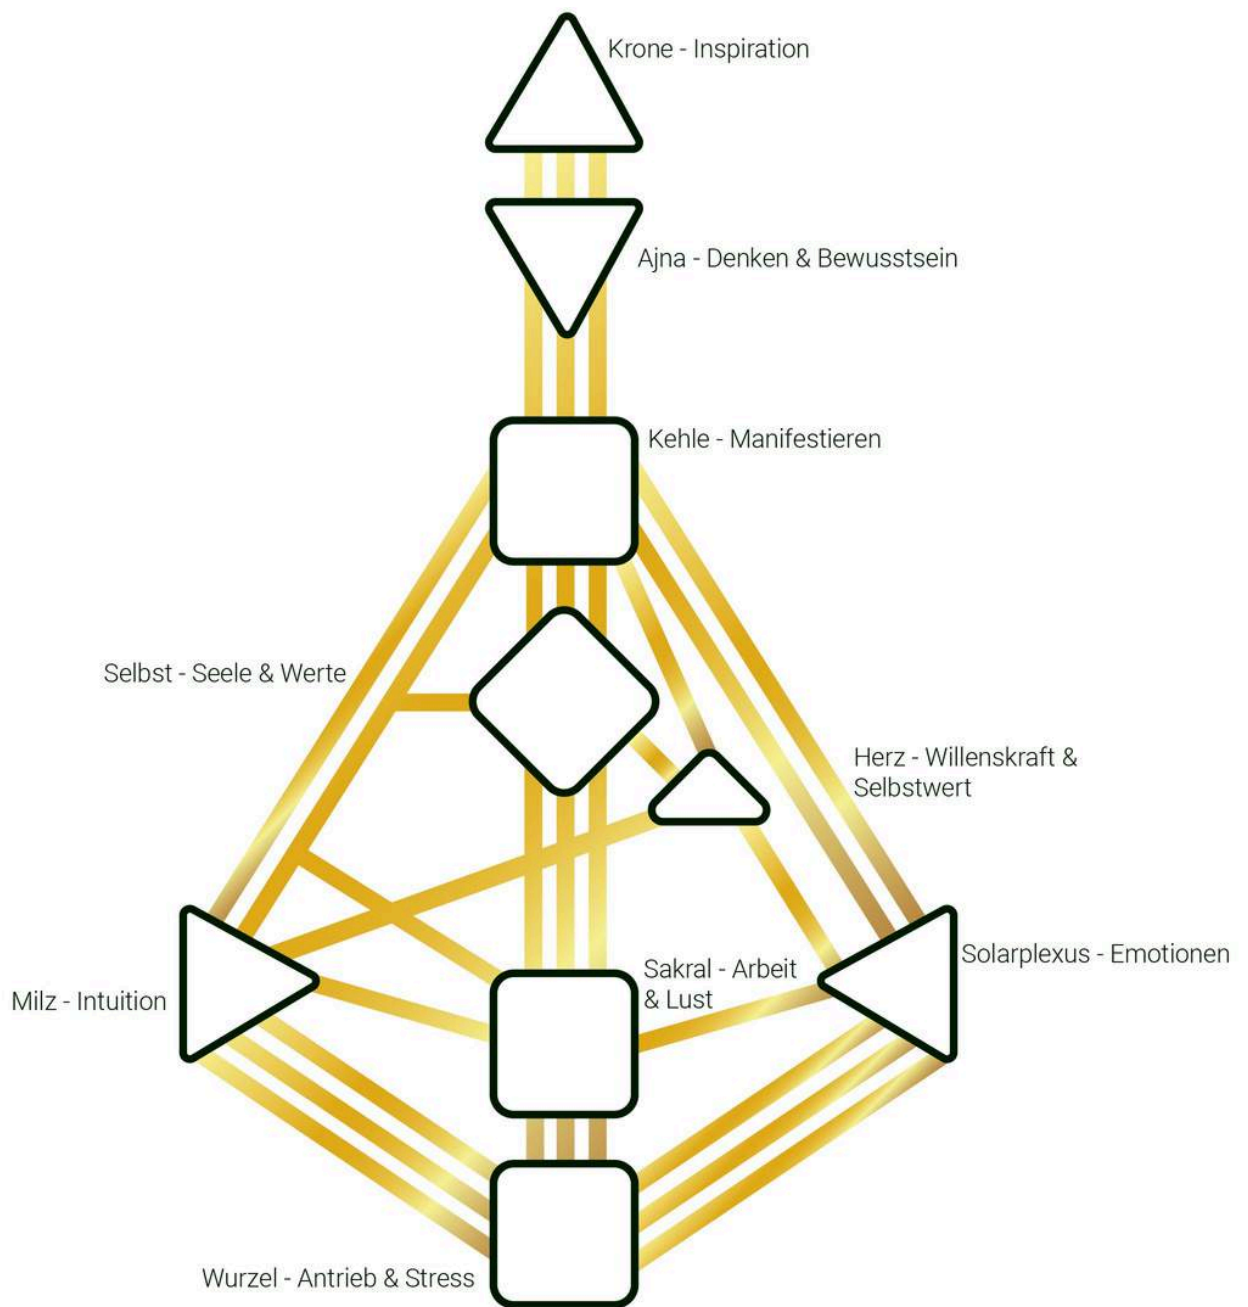 Krone - Inspiration
Ajna - Denken & Bewusstsein
Kehle - Manifestieren
Selbst - Seele & Werte
Herz - Willenskraft &
Selbstwert
Solarplexus - Emotionen
Sakral - Arbeit
& Lust
Milz - Intuition
Wurzel - Antrieb & Stress